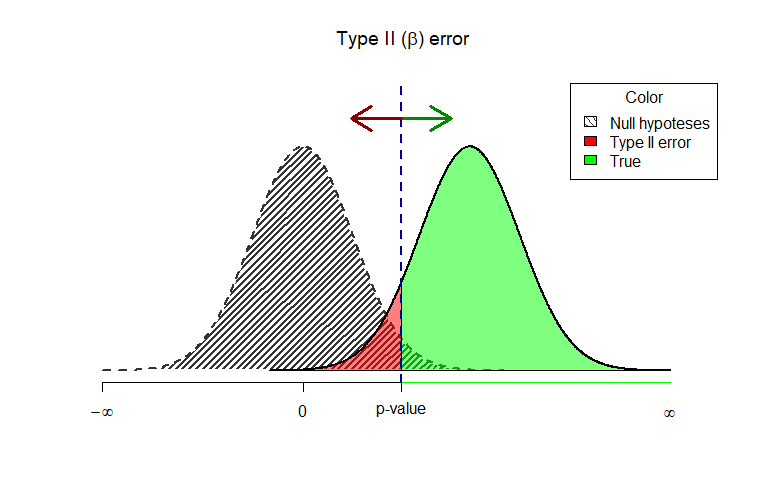 Type II (β) error
Color
Null hypoteses
Type II error
True
−∞
0
p-value
∞